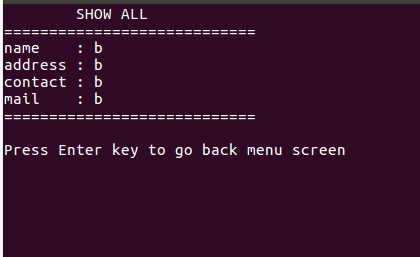 SHOW ALL
============================
name    : b
address : b
contact : b
mail    : b
============================
Press Enter key to go back menu screen